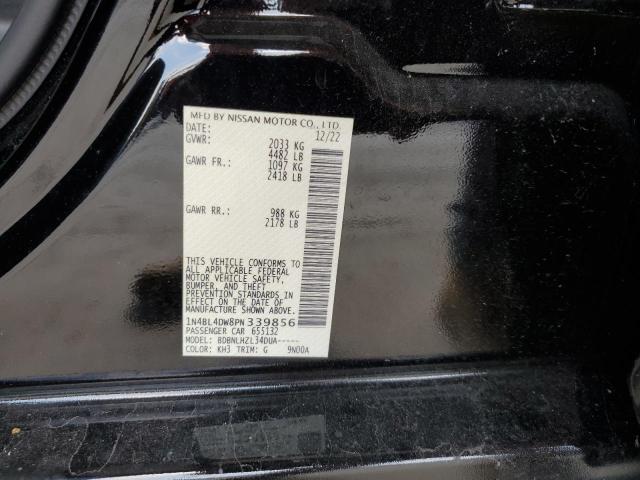 MFD BY NISSAN MOTOR CO., LTD.
DATE: 12/22
GVWR: 2033 KG
4482 LB
GAWR FR.: 1097 KG
2418 LB
GAWR RR.: 988 KG
2178 LB
THIS VEHICLE CONFORMS TO
ALL APPLICABLE FEDERAL
MOTOR VEHICLE SAFETY,
BUMPER, AND THEFT
PREVENTION STANDARDS IN
EFFECT ON THE DATE OF
MANUFACTURE SHOWN ABOVE.
1N4BL4DW8PN339856
PASSENGER CAR 655132
MODEL: BDBNLHZL34DUA-----
COLOR: KH3 TRIM: G 9N00A